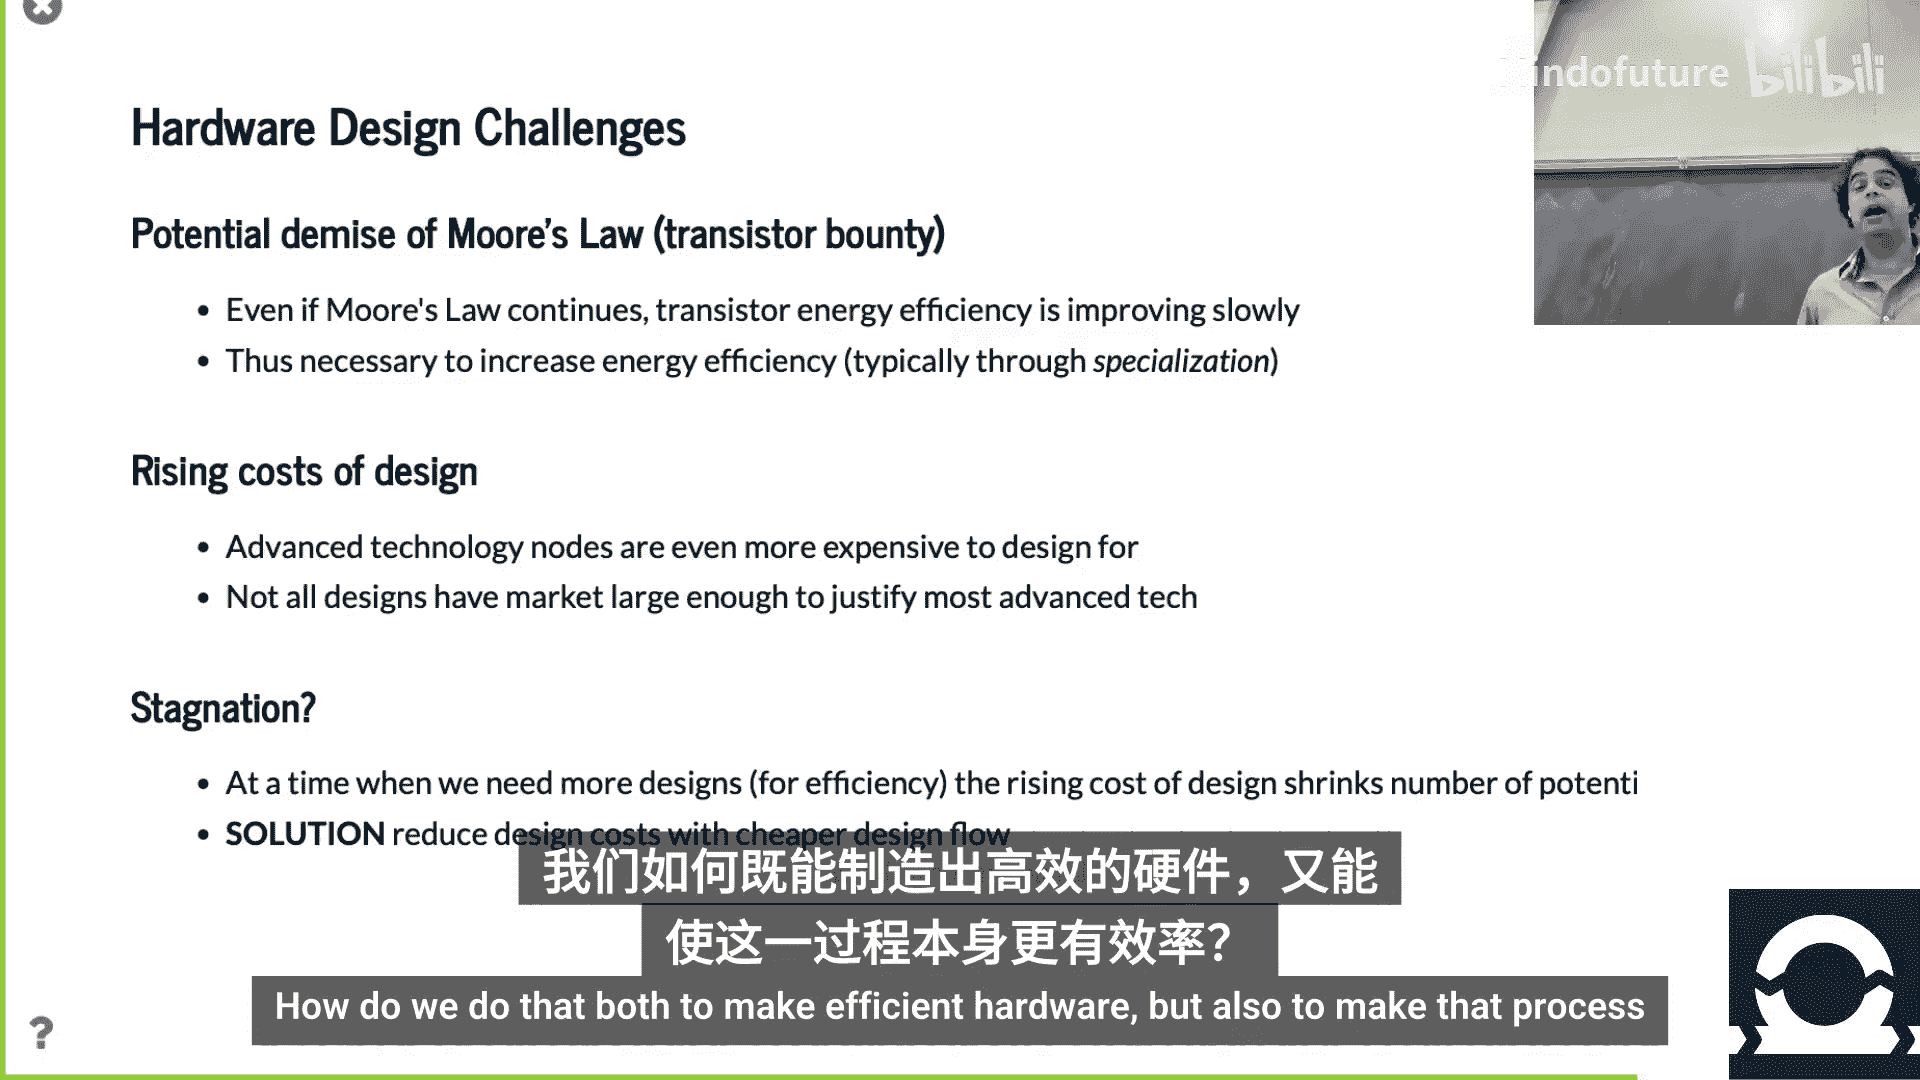 Hardware Design Challenges
indofuture bilibili
Potential demise of Moore's Law (transistor bounty)
• Even if Moore's Law continues, transistor energy efficiency is improving slowly
• Thus necessary to increase energy efficiency (typically through specialization)
Rising costs of design
• Advanced technology nodes are even more expensive to design for
• Not all designs have market large enough to justify most advanced tech
Stagnation?
• At a time when we need more designs (for efficiency) the rising cost of design shrinks number of potenti
• SOLUTION reduce design costs with cheaper design flow
我们如何既能制造出高效的硬件，又能
使这一过程本身更有效率？
How do we do that both to make efficient hardware, but also to make that process
?